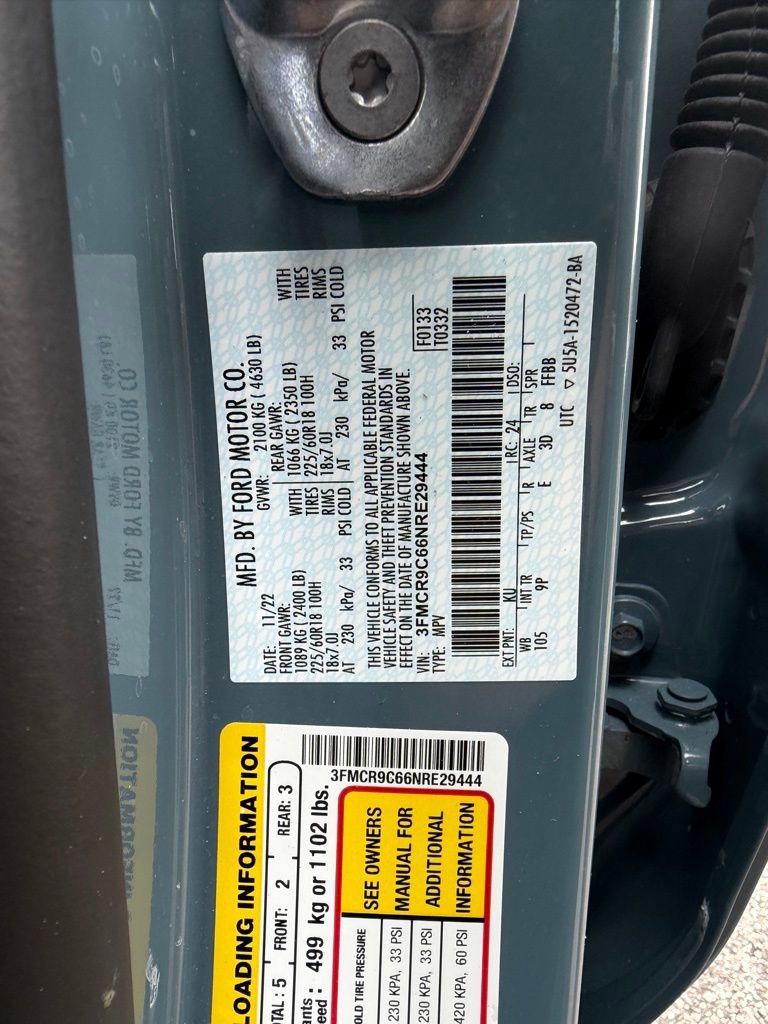 MFD. BY FORD MOTOR CO.
DATE: 11/22 GVWR: 2100 KG ( 4630 LB)
FRONT GAWR: REAR GAWR:
1089 KG ( 2400 LB) WITH 1066 KG ( 2350 LB) WITH
225/60R18 100H TIRES 225/60R18 100H TIRES
18x7.0J RIMS 18x7.0J RIMS
AT 230 kPa/ 33 PSI COLD AT 230 kPa/ 33 PSI COLD
THIS VEHICLE CONFORMS TO ALL APPLICABLE FEDERAL MOTOR
VEHICLE SAFETY AND THEFT PREVENTION STANDARDS IN
EFFECT ON THE DATE OF MANUFACTURE SHOWN ABOVE.
VIN: 3FMCR9C66NRE29444 F0133
TYPE: MPV T0332
EXT PNT: KU RC: 24 DSO:
WB INT TR TP/PS R AXLE TR SPR
105 9P E 3D 8 FFBB
UTC ▽ 5U5A-1520472-BA
LOADING INFORMATION
OTAL : 5 FRONT: 2 REAR: 3
3FMCR9C66NRE29444
ants :
eed : 499 kg or 1102 lbs.
OLD TIRE PRESSURE
230 KPA, 33 PSI
230 KPA, 33 PSI
420 KPA, 60 PSI
SEE OWNERS
MANUAL FOR
ADDITIONAL
INFORMATION